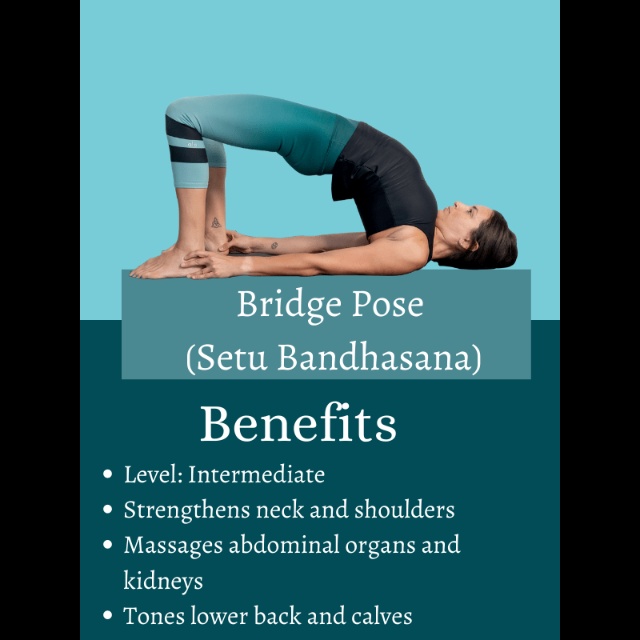 Bridge Pose
(Setu Bandhasana)
Benefits
• Level: Intermediate
• Strengthens neck and shoulders
• Massages abdominal organs and
kidneys
• Tones lower back and calves